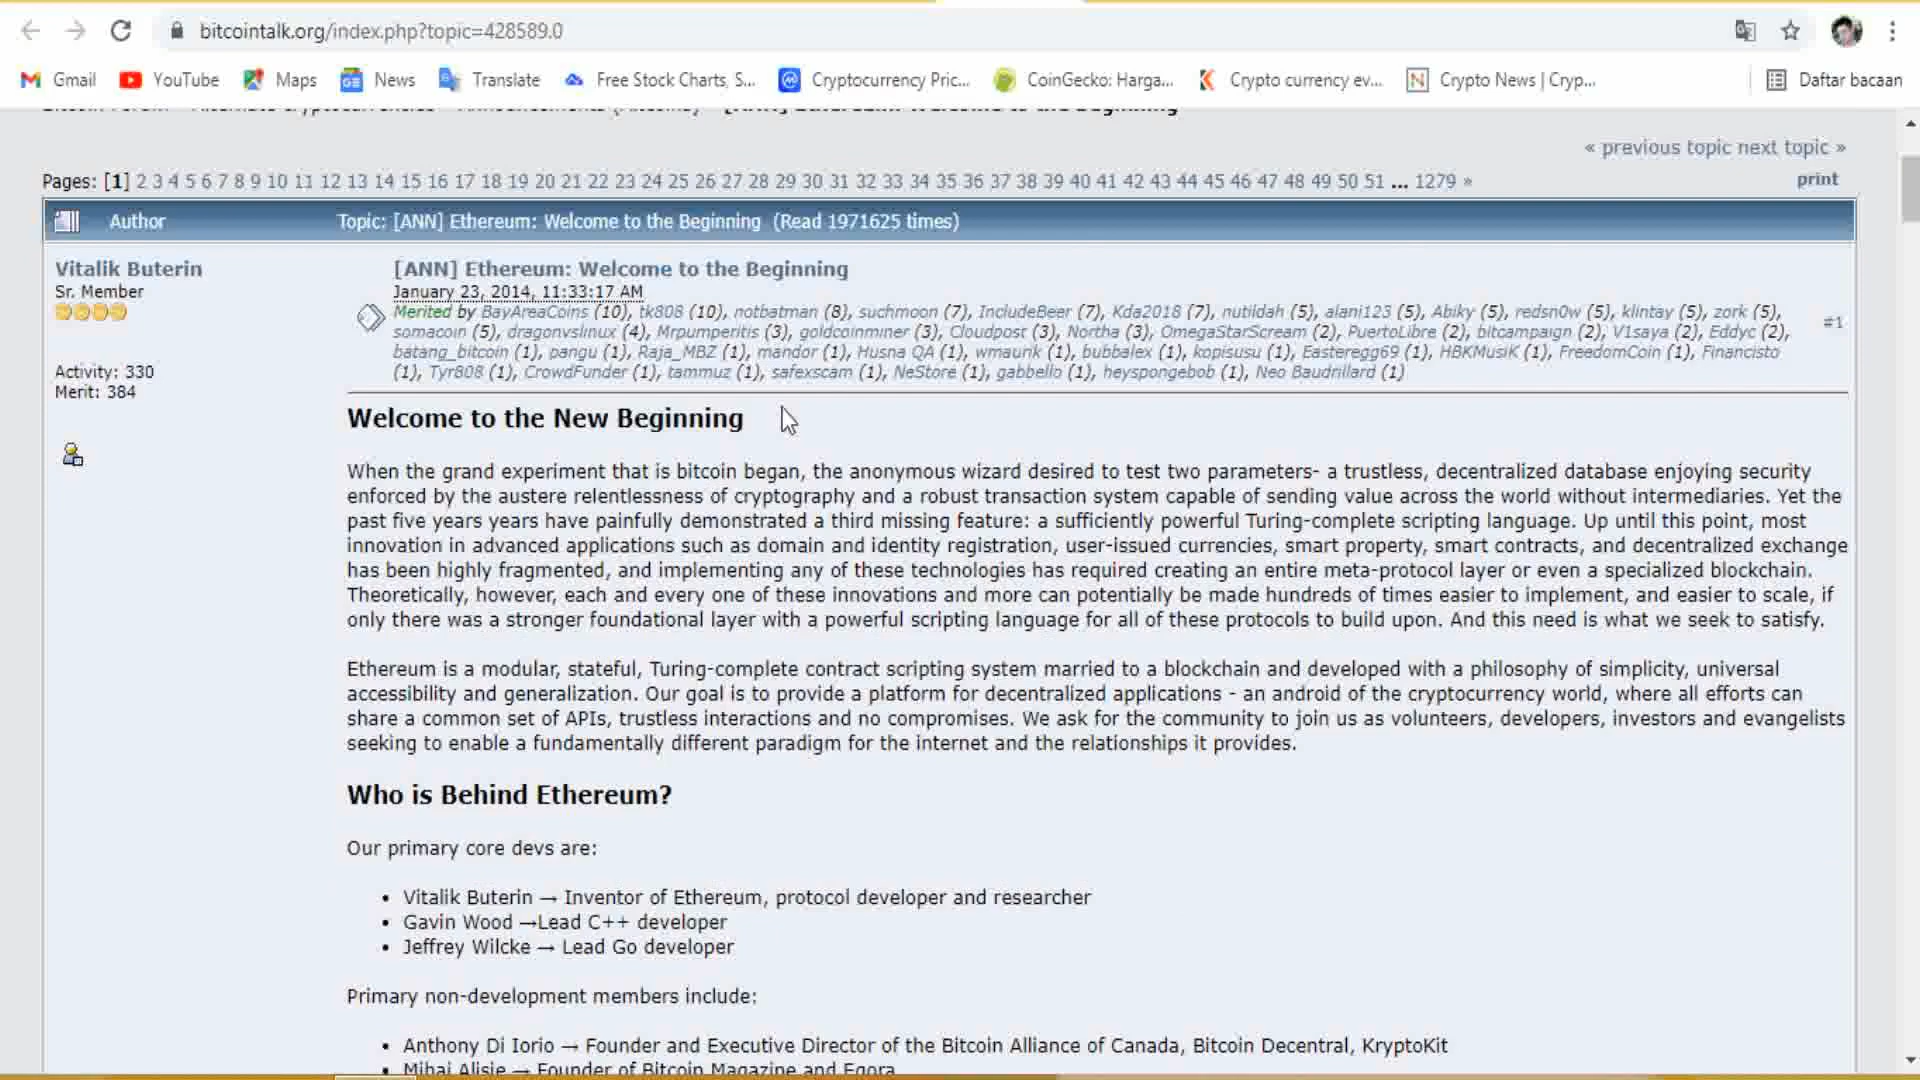 bitcointalk.org/index.php?topic=428589.0
Gmail YouTube Maps News Translate Free Stock Charts, S... Cryptocurrency Pric... CoinGecko: Harga... Crypto currency ev... Crypto News | Cryp... Daftar bacaan
« previous topic next topic »
Pages: [1] 2 3 4 5 6 7 8 9 10 11 12 13 14 15 16 17 18 19 20 21 22 23 24 25 26 27 28 29 30 31 32 33 34 35 36 37 38 39 40 41 42 43 44 45 46 47 48 49 50 51 ... 1279 » print
Author Topic: [ANN] Ethereum: Welcome to the Beginning (Read 1971625 times)
Vitalik Buterin
Sr. Member
Activity: 330
Merit: 384
[ANN] Ethereum: Welcome to the Beginning
January 23, 2014, 11:33:17 AM
Merited by BayAreaCoins (10), tk808 (10), notbatman (8), suchmoon (7), IncludeBeer (7), Kda2018 (7), nutildah (5), alani123 (5), Abiky (5), redsn0w (5), klintay (5), zork (5),
somacoin (5), dragonvslinux (4), Mrpumperitis (3), goldcoinminer (3), Cloudpost (3), Northa (3), OmegaStarScream (2), PuertoLibre (2), bitcampaign (2), V1saya (2), Eddyc (2),
batang_bitcoin (1), pangu (1), Raja_MBZ (1), mandor (1), Husna QA (1), wmaurik (1), bubbalex (1), kopisusu (1), Easteregg69 (1), HBKMusiK (1), FreedomCoin (1), Financisto
(1), Tyr808 (1), CrowdFunder (1), tammuz (1), safexscam (1), NeStore (1), gabbello (1), heyspongebob (1), Neo Baudrillard (1)
#1
Welcome to the New Beginning
When the grand experiment that is bitcoin began, the anonymous wizard desired to test two parameters- a trustless, decentralized database enjoying security
enforced by the austere relentlessness of cryptography and a robust transaction system capable of sending value across the world without intermediaries. Yet the
past five years years have painfully demonstrated a third missing feature: a sufficiently powerful Turing-complete scripting language. Up until this point, most
innovation in advanced applications such as domain and identity registration, user-issued currencies, smart property, smart contracts, and decentralized exchange
has been highly fragmented, and implementing any of these technologies has required creating an entire meta-protocol layer or even a specialized blockchain.
Theoretically, however, each and every one of these innovations and more can potentially be made hundreds of times easier to implement, and easier to scale, if
only there was a stronger foundational layer with a powerful scripting language for all of these protocols to build upon. And this need is what we seek to satisfy.
Ethereum is a modular, stateful, Turing-complete contract scripting system married to a blockchain and developed with a philosophy of simplicity, universal
accessibility and generalization. Our goal is to provide a platform for decentralized applications - an android of the cryptocurrency world, where all efforts can
share a common set of APIs, trustless interactions and no compromises. We ask for the community to join us as volunteers, developers, investors and evangelists
seeking to enable a fundamentally different paradigm for the internet and the relationships it provides.
Who is Behind Ethereum?
Our primary core devs are:
• Vitalik Buterin → Inventor of Ethereum, protocol developer and researcher
• Gavin Wood →Lead C++ developer
• Jeffrey Wilcke → Lead Go developer
Primary non-development members include:
• Anthony Di Iorio → Founder and Executive Director of the Bitcoin Alliance of Canada, Bitcoin Decentral, KryptoKit
• Mihai Alisie → Founder of Bitcoin Magazine and Egora